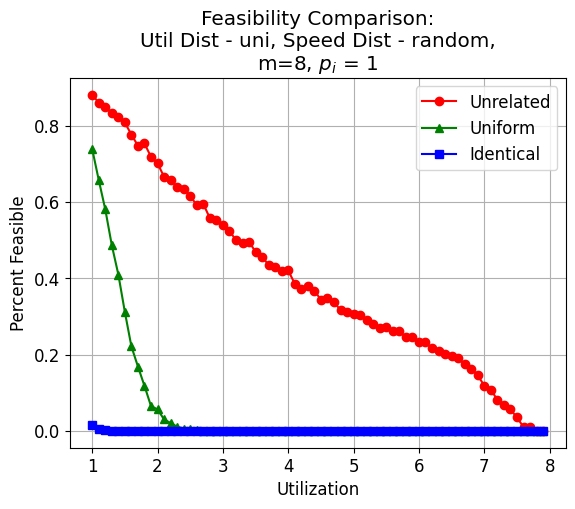 Feasibility Comparison:
Util Dist - uni, Speed Dist - random,
m=8, p_i = 1
Unrelated
Uniform
Identical
Percent Feasible
0.8
0.6
0.4
0.2
0.0
1 2 3 4 5 6 7 8
Utilization